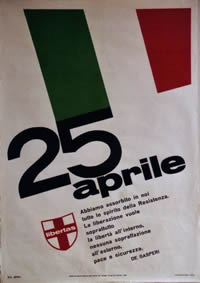 25
aprile
Abbiamo assorbito in noi
tutto lo spirito della Resistenza.
La liberazione vuole
soprattutto
la libertà all'interno,
nessuna sopraffazione
all'esterno,
pace e sicurezza.
DE GASPERI
libertas